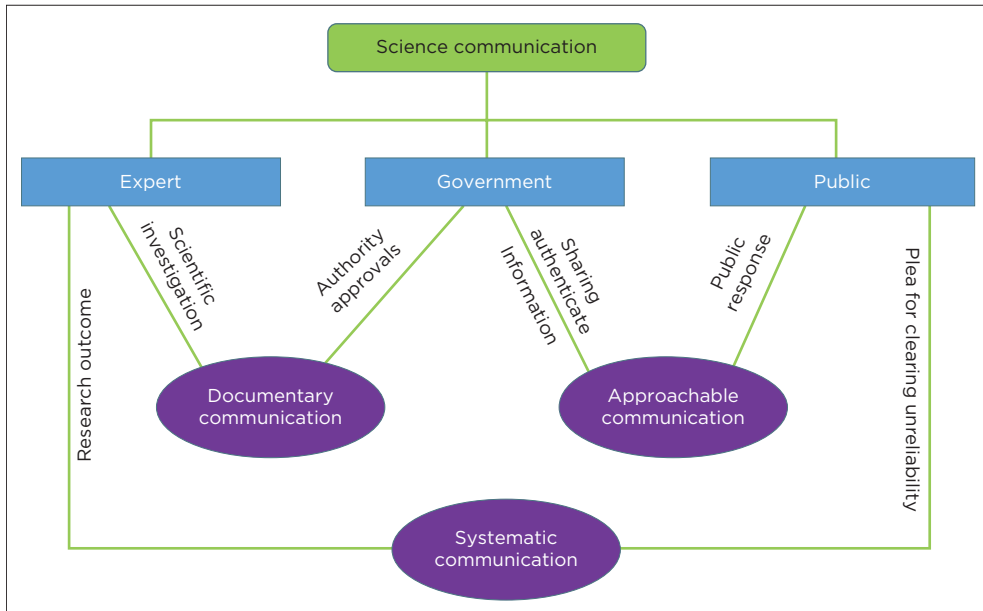 Science communication
Expert
Government
Public
Scientific
investigation
Authority
approvals
Sharing
authenticate
Information
Public
response
Research outcome
Plea for clearing unreliability
Documentary
communication
Approachable
communication
Systematic
communication